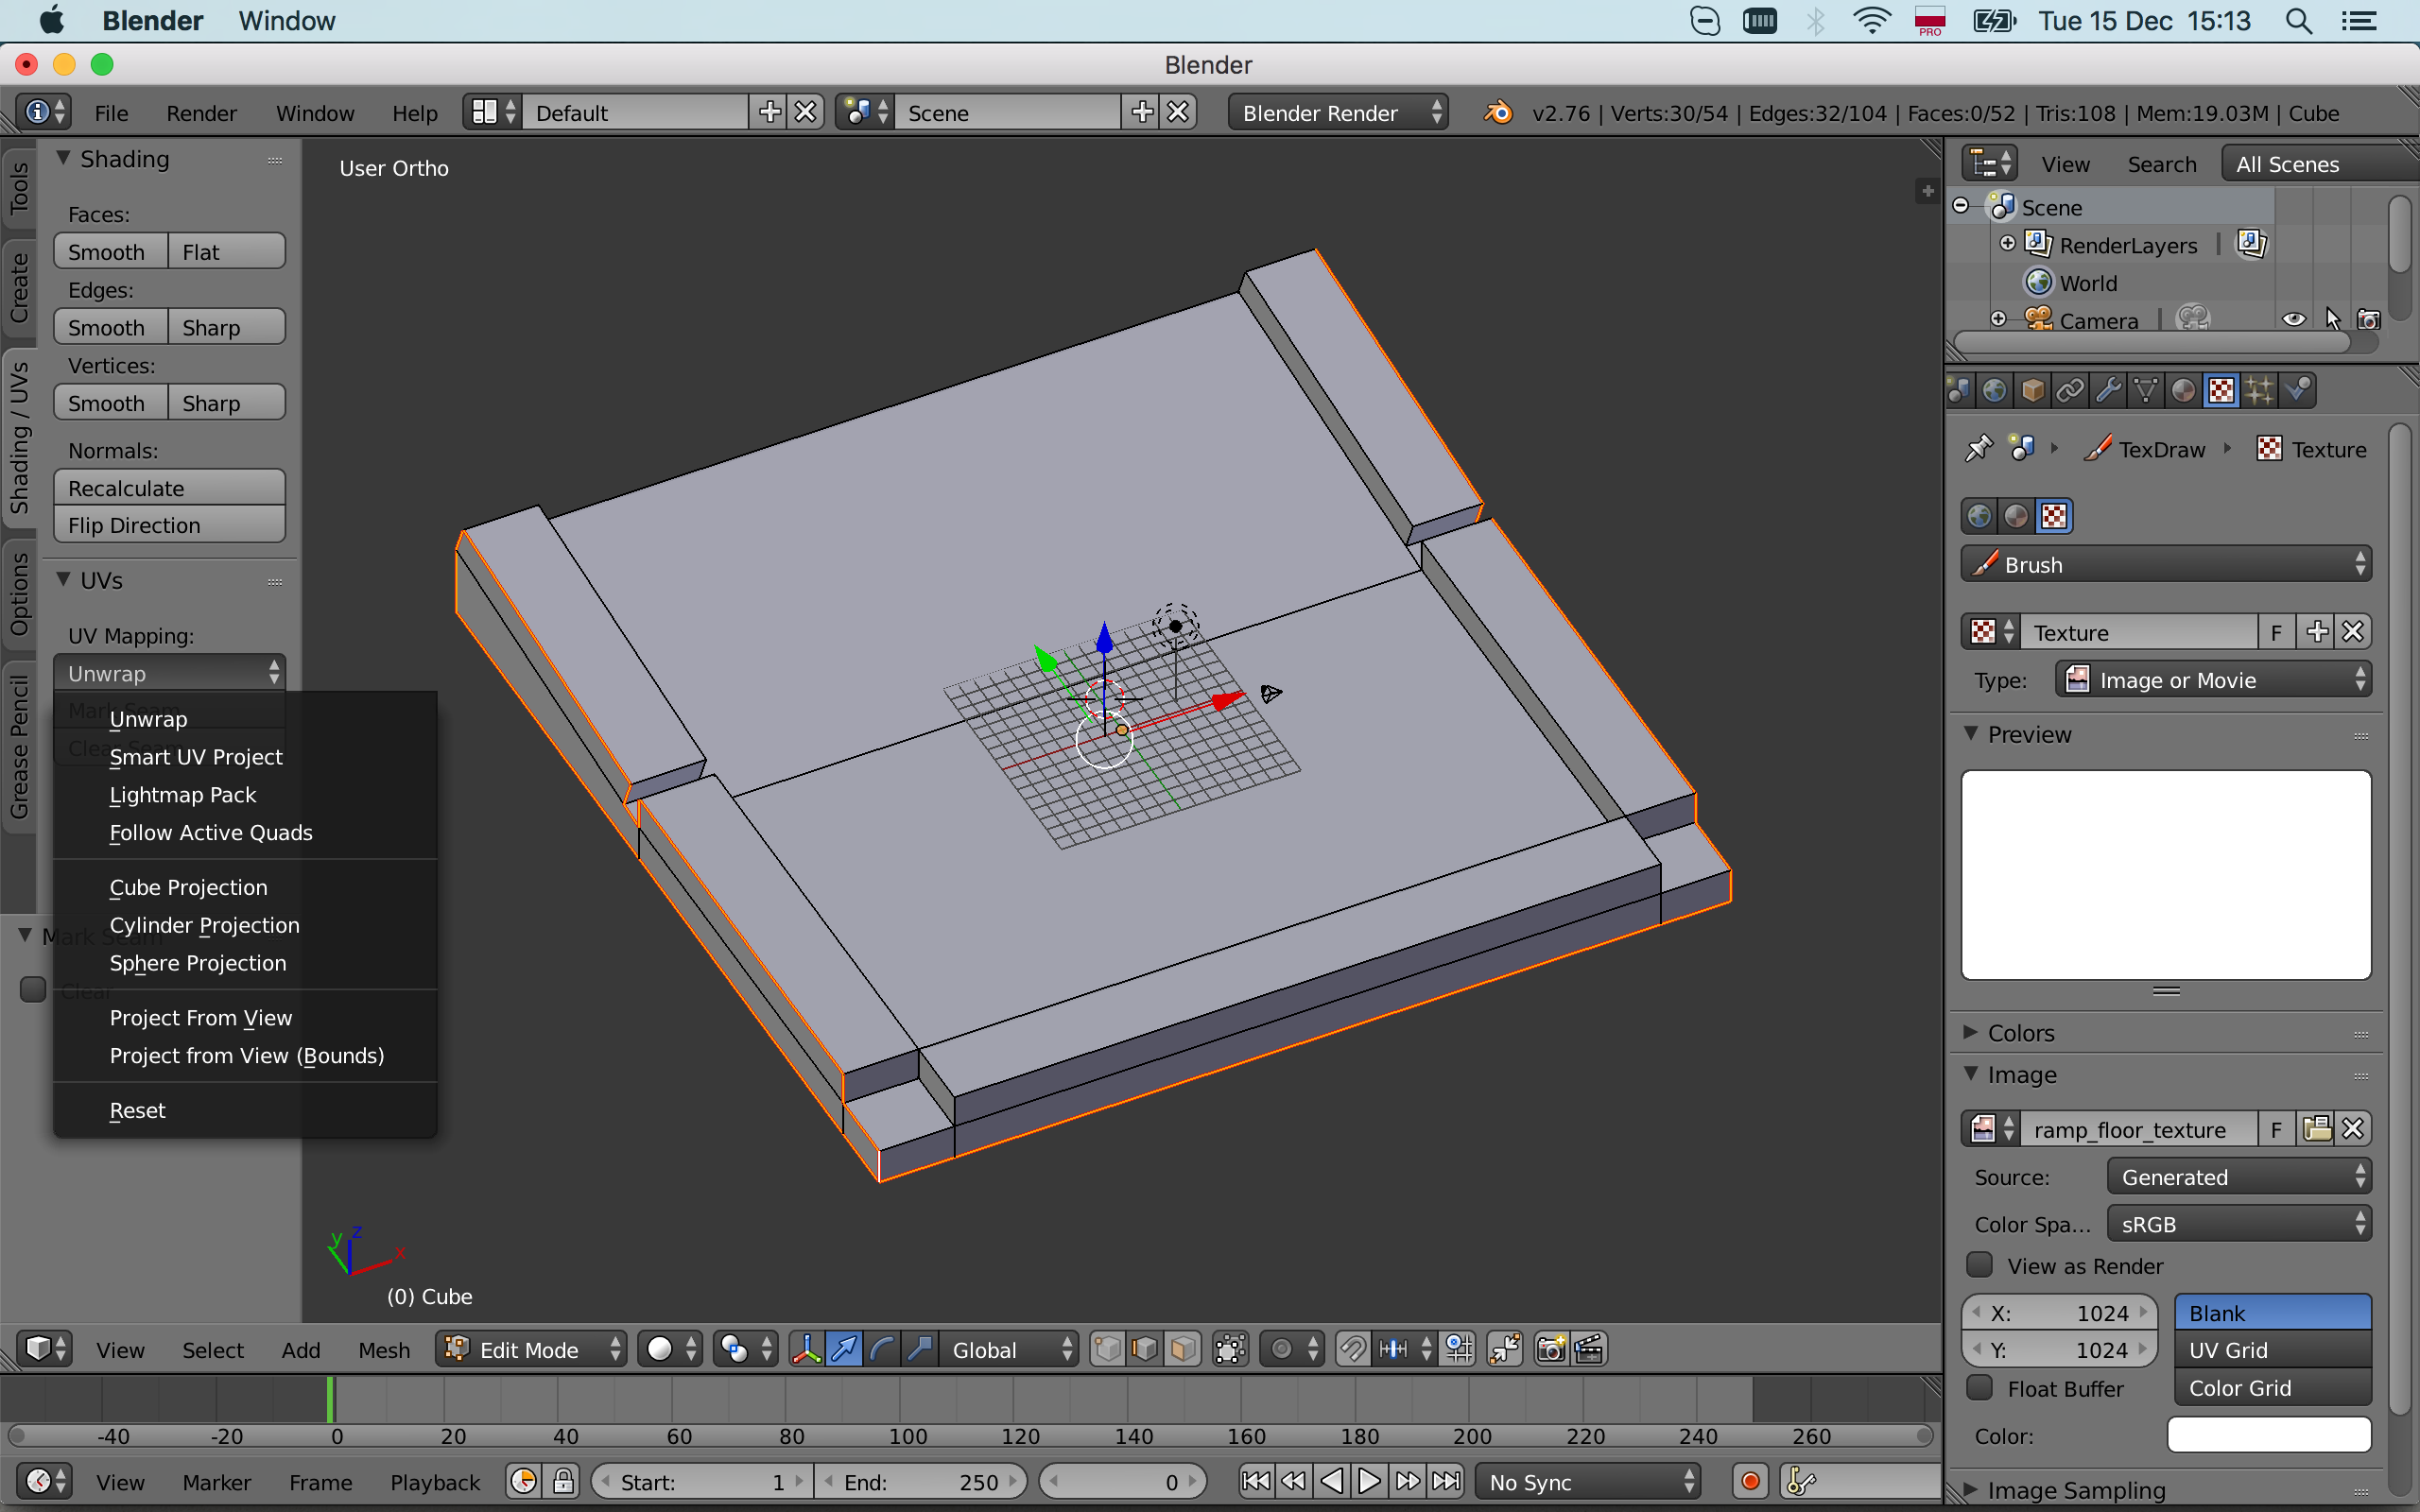 Blender Window PRO Tue 15 Dec 15:13
Blender
File Render Window Help Default Scene Blender Render v2.76 | Verts:30/54 | Edges:32/104 | Faces:0/52 | Tris:108 | Mem:19.03M | Cube
Tools
Create
Shading / UVs
Options
Grease Pencil
Shading
Faces:
Smooth Flat
Edges:
Smooth Sharp
Vertices:
Smooth Sharp
Normals:
Recalculate
Flip Direction
UVs
UV Mapping:
Unwrap
Mark Seam
Unwrap
Clear Seam
Smart UV Project
Lightmap Pack
Follow Active Quads
Cube Projection
Cylinder Projection
Mark Seam
Sphere Projection
Clear
Project From View
Project from View (Bounds)
Reset
User Ortho
y z x
(0) Cube
View Select Add Mesh Edit Mode Global
-40 -20 0 20 40 60 80 100 120 140 160 180 200 220 240 260
View Marker Frame Playback Start: 1 End: 250 0 No Sync
View Search All Scenes
Scene
RenderLayers |
World
Camera |
TexDraw Texture
Brush
Texture F
Type: Image or Movie
Preview
Colors
Image
ramp_floor_texture F
Source: Generated
Color Spa... sRGB
View as Render
X: 1024 Blank
Y: 1024 UV Grid
Float Buffer Color Grid
Color:
Image Sampling